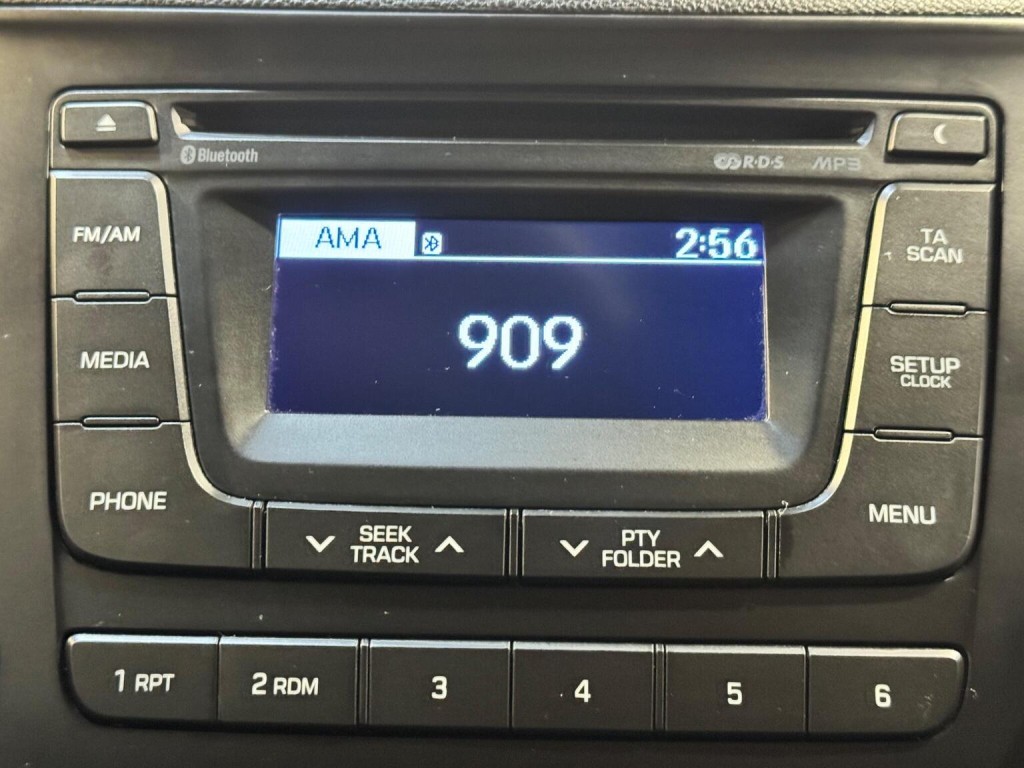 Bluetooth
R·D·S MP3
FM/AM
AMA 2:56
TA
SCAN
909
MEDIA
SETUP
CLOCK
PHONE
SEEK
TRACK
PTY
FOLDER
MENU
1 RPT
2 RDM
3
4
5
6